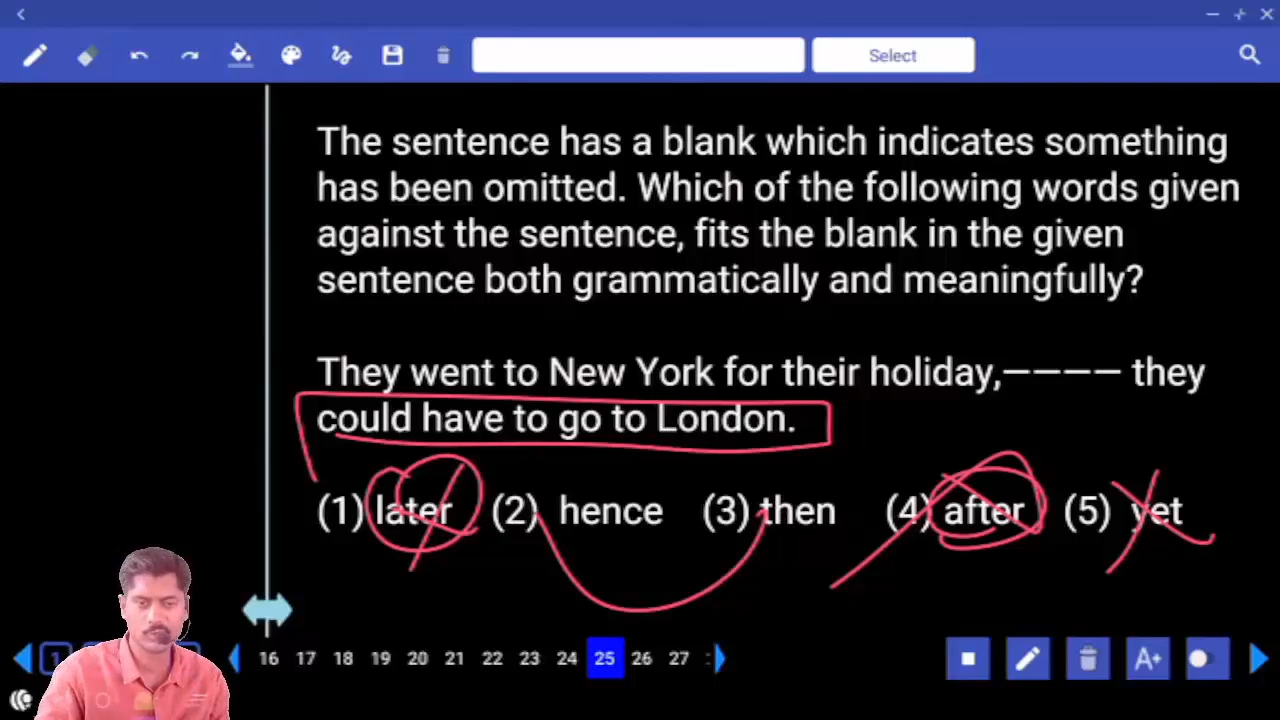 Select
The sentence has a blank which indicates something
has been omitted. Which of the following words given
against the sentence, fits the blank in the given
sentence both grammatically and meaningfully?
They went to New York for their holiday,———— they
could have to go to London.
(1) later (2) hence (3) then (4) after (5) yet
1
16 17 18 19 20 21 22 23 24 25 26 27
A+